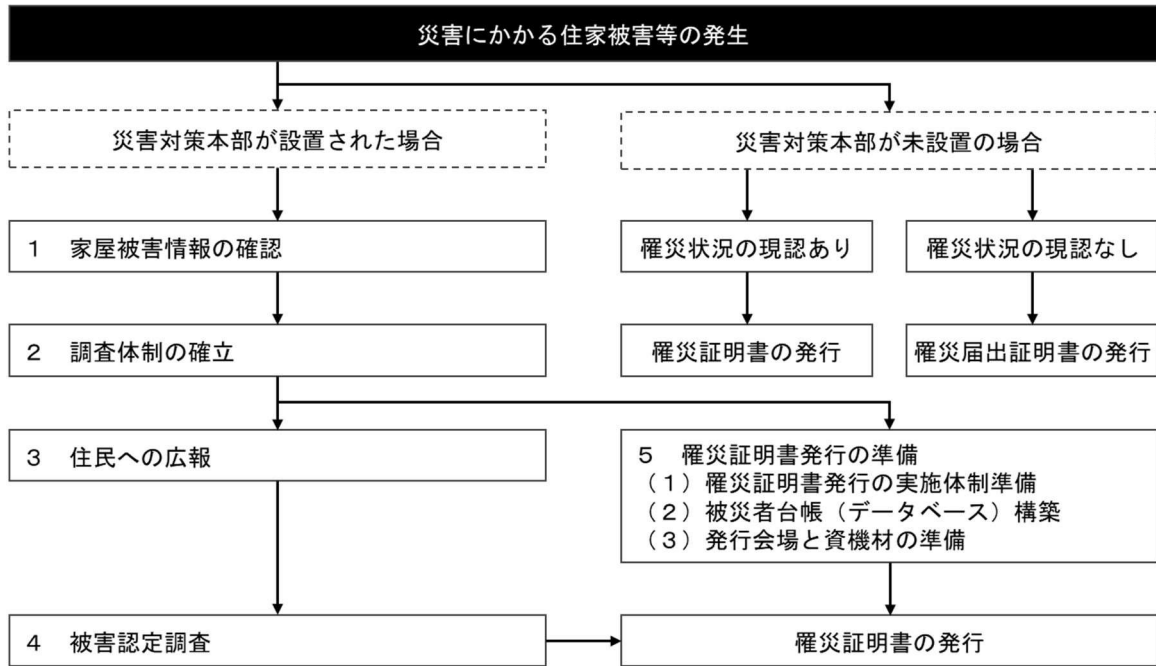 災害にかかる住家被害等の発生
災害対策本部が設置された場合
災害対策本部が未設置の場合
1　家屋被害情報の確認
罹災状況の現認あり
罹災状況の現認なし
2　調査体制の確立
罹災証明書の発行
罹災届出証明書の発行
3　住民への広報
5　罹災証明書発行の準備
（1）罹災証明書発行の実施体制準備
（2）被災者台帳（データベース）構築
（3）発行会場と資機材の準備
4　被害認定調査
罹災証明書の発行